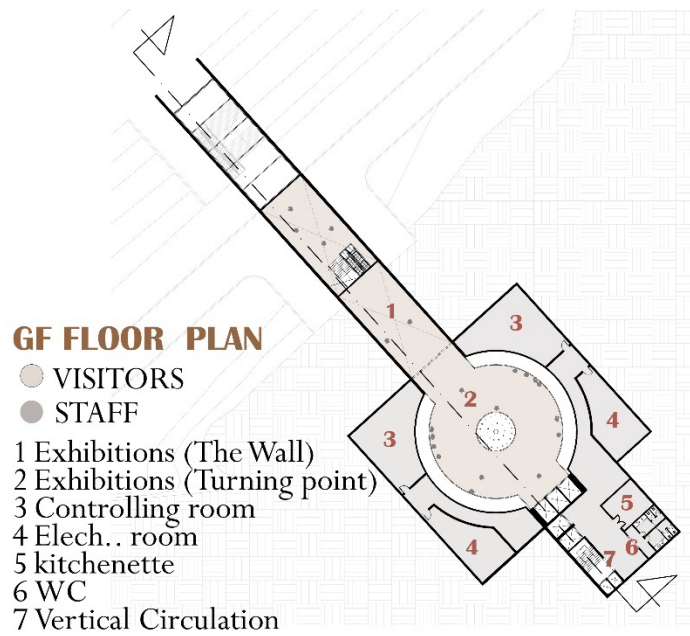 GF FLOOR PLAN
VISITORS
STAFF
1 Exhibitions (The Wall)
2 Exhibitions (Turning point)
3 Controlling room
4 Elech.. room
5 kitchenette
6 WC
7 Vertical Circulation
1
2
3
3
4
4
5
6
7